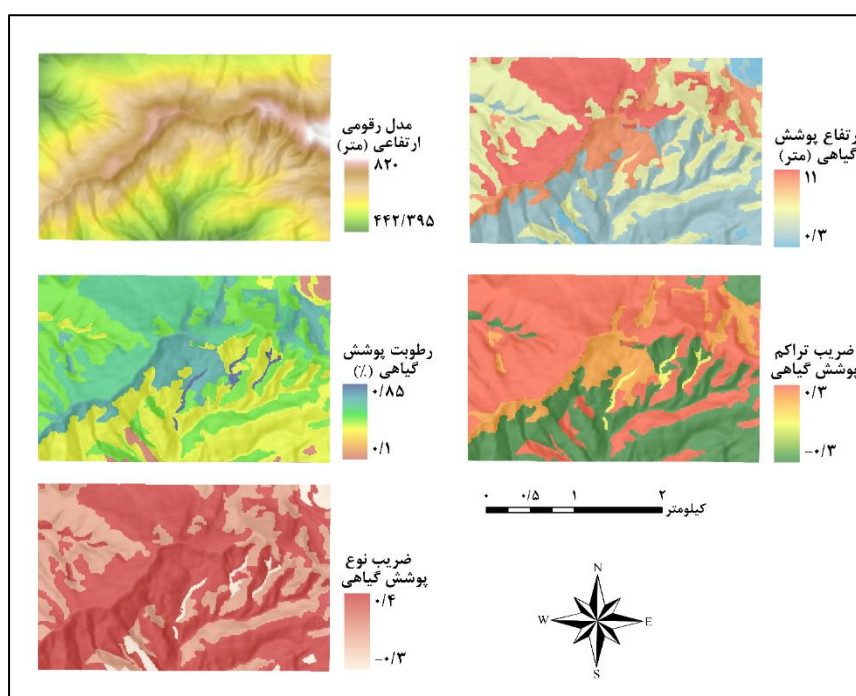 مدل رقومی
ارتفاعی (متر)
۸۲۰
۴۴۲/۳۹۵
رتفاع پوشش
گیاهی (متر)
۱۱
۰/۳
رطوبت پوشش
گیاهی (٪)
۰/۸۵
۰/۱
ضریب تراکم
پوشش گیاهی
۰/۳
-۰/۳
ضریب نوع
پوشش گیاهی
۰/۴
-۰/۳
۰ ۰/۵ ۱ ۲
کیلومتر
N
W E
S